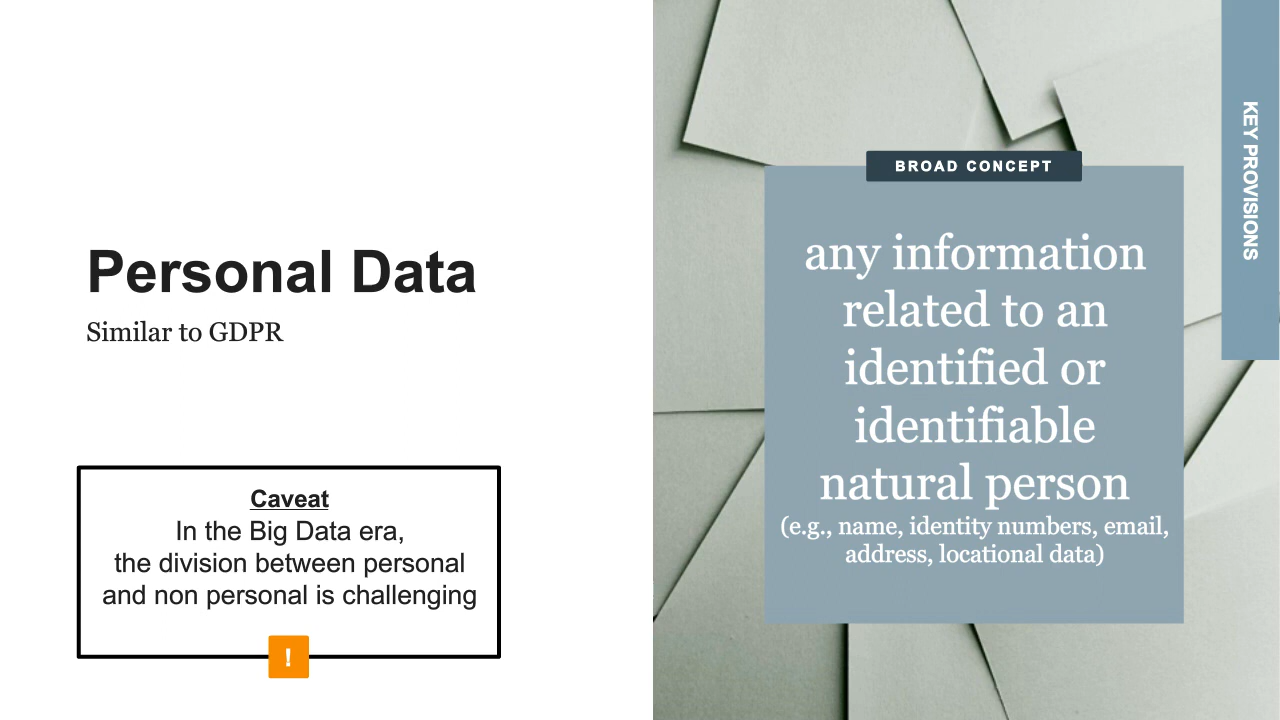 Personal Data
Similar to GDPR
Caveat
In the Big Data era,
the division between personal
and non personal is challenging
!
BROAD CONCEPT
any information
related to an
identified or
identifiable
natural person
(e.g., name, identity numbers, email,
address, locational data)
KEY PROVISIONS